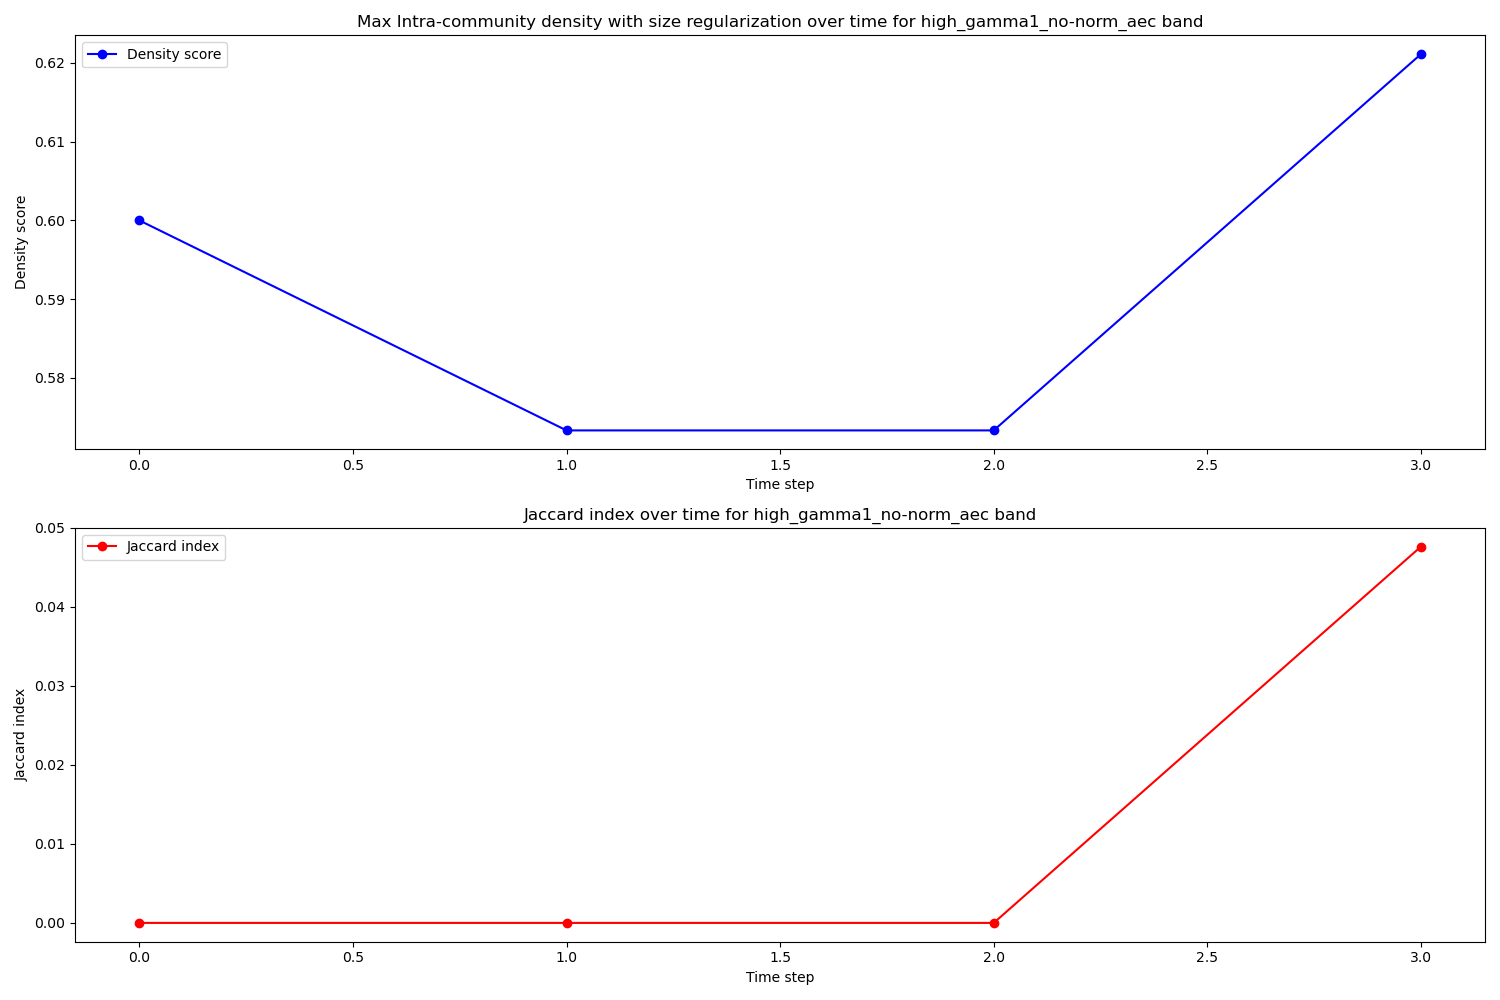 Max Intra-community density with size regularization over time for high_gamma1_no-norm_aec band
Density score
0.62
0.61
0.60
0.59
0.58
Density score
0.0 0.5 1.0 1.5 2.0 2.5 3.0
Time step
Jaccard index over time for high_gamma1_no-norm_aec band
Jaccard index
0.05
0.04
0.03
0.02
0.01
0.00
Jaccard index
0.0 0.5 1.0 1.5 2.0 2.5 3.0
Time step